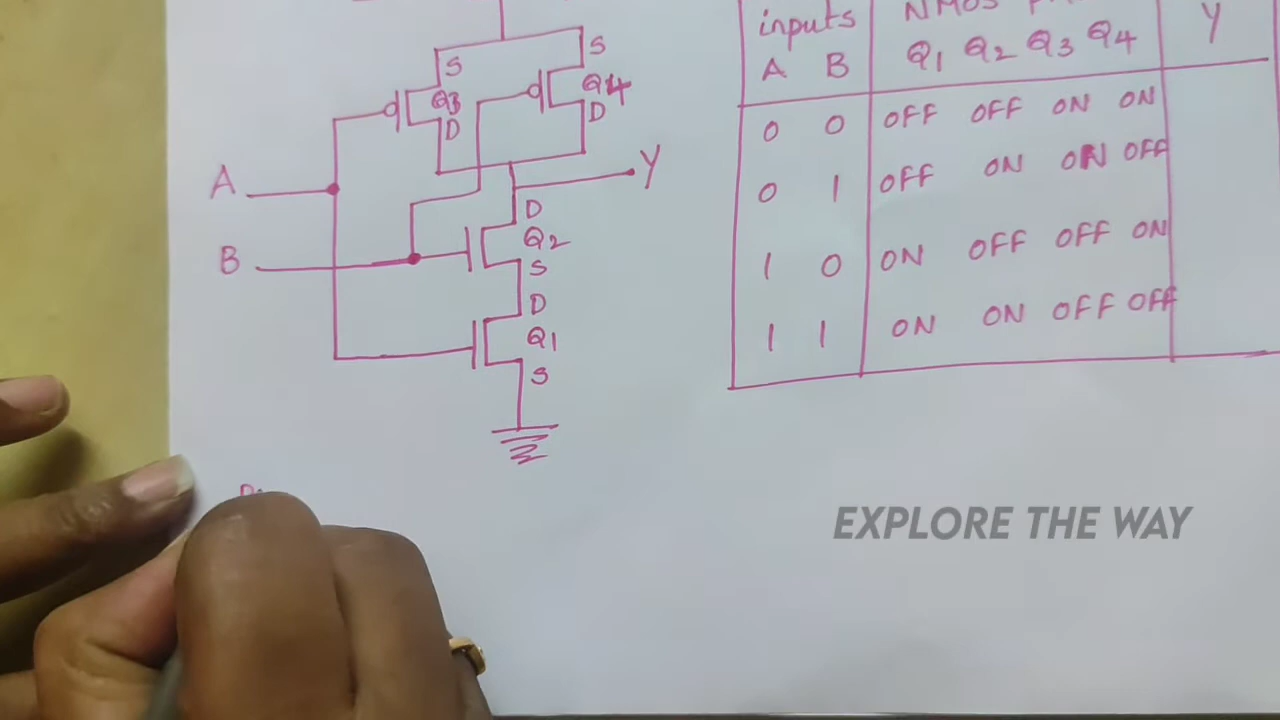 S
S
Q3
Q4
D
D
A
Y
D
Q2
B
S
D
Q1
S
inputs
NMOS
Y
A B
Q1 Q2 Q3 Q4
0 0 OFF OFF ON ON
0 1 OFF ON ON OFF
1 0 ON OFF OFF ON
1 1 ON ON OFF OFF
EXPLORE THE WAY